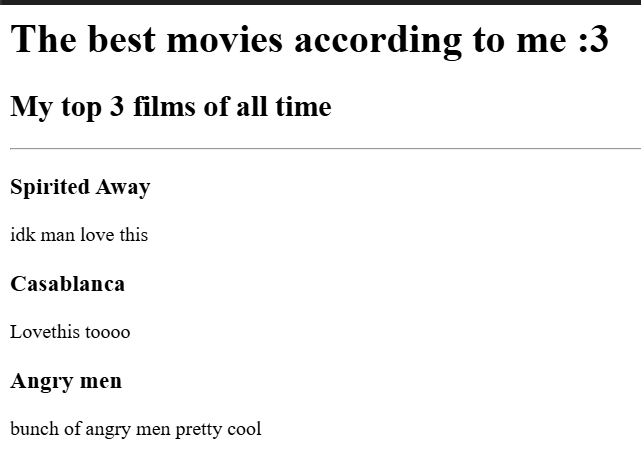 The best movies according to me :3
My top 3 films of all time
Spirited Away
idk man love this
Casablanca
Lovethis toooo
Angry men
bunch of angry men pretty cool